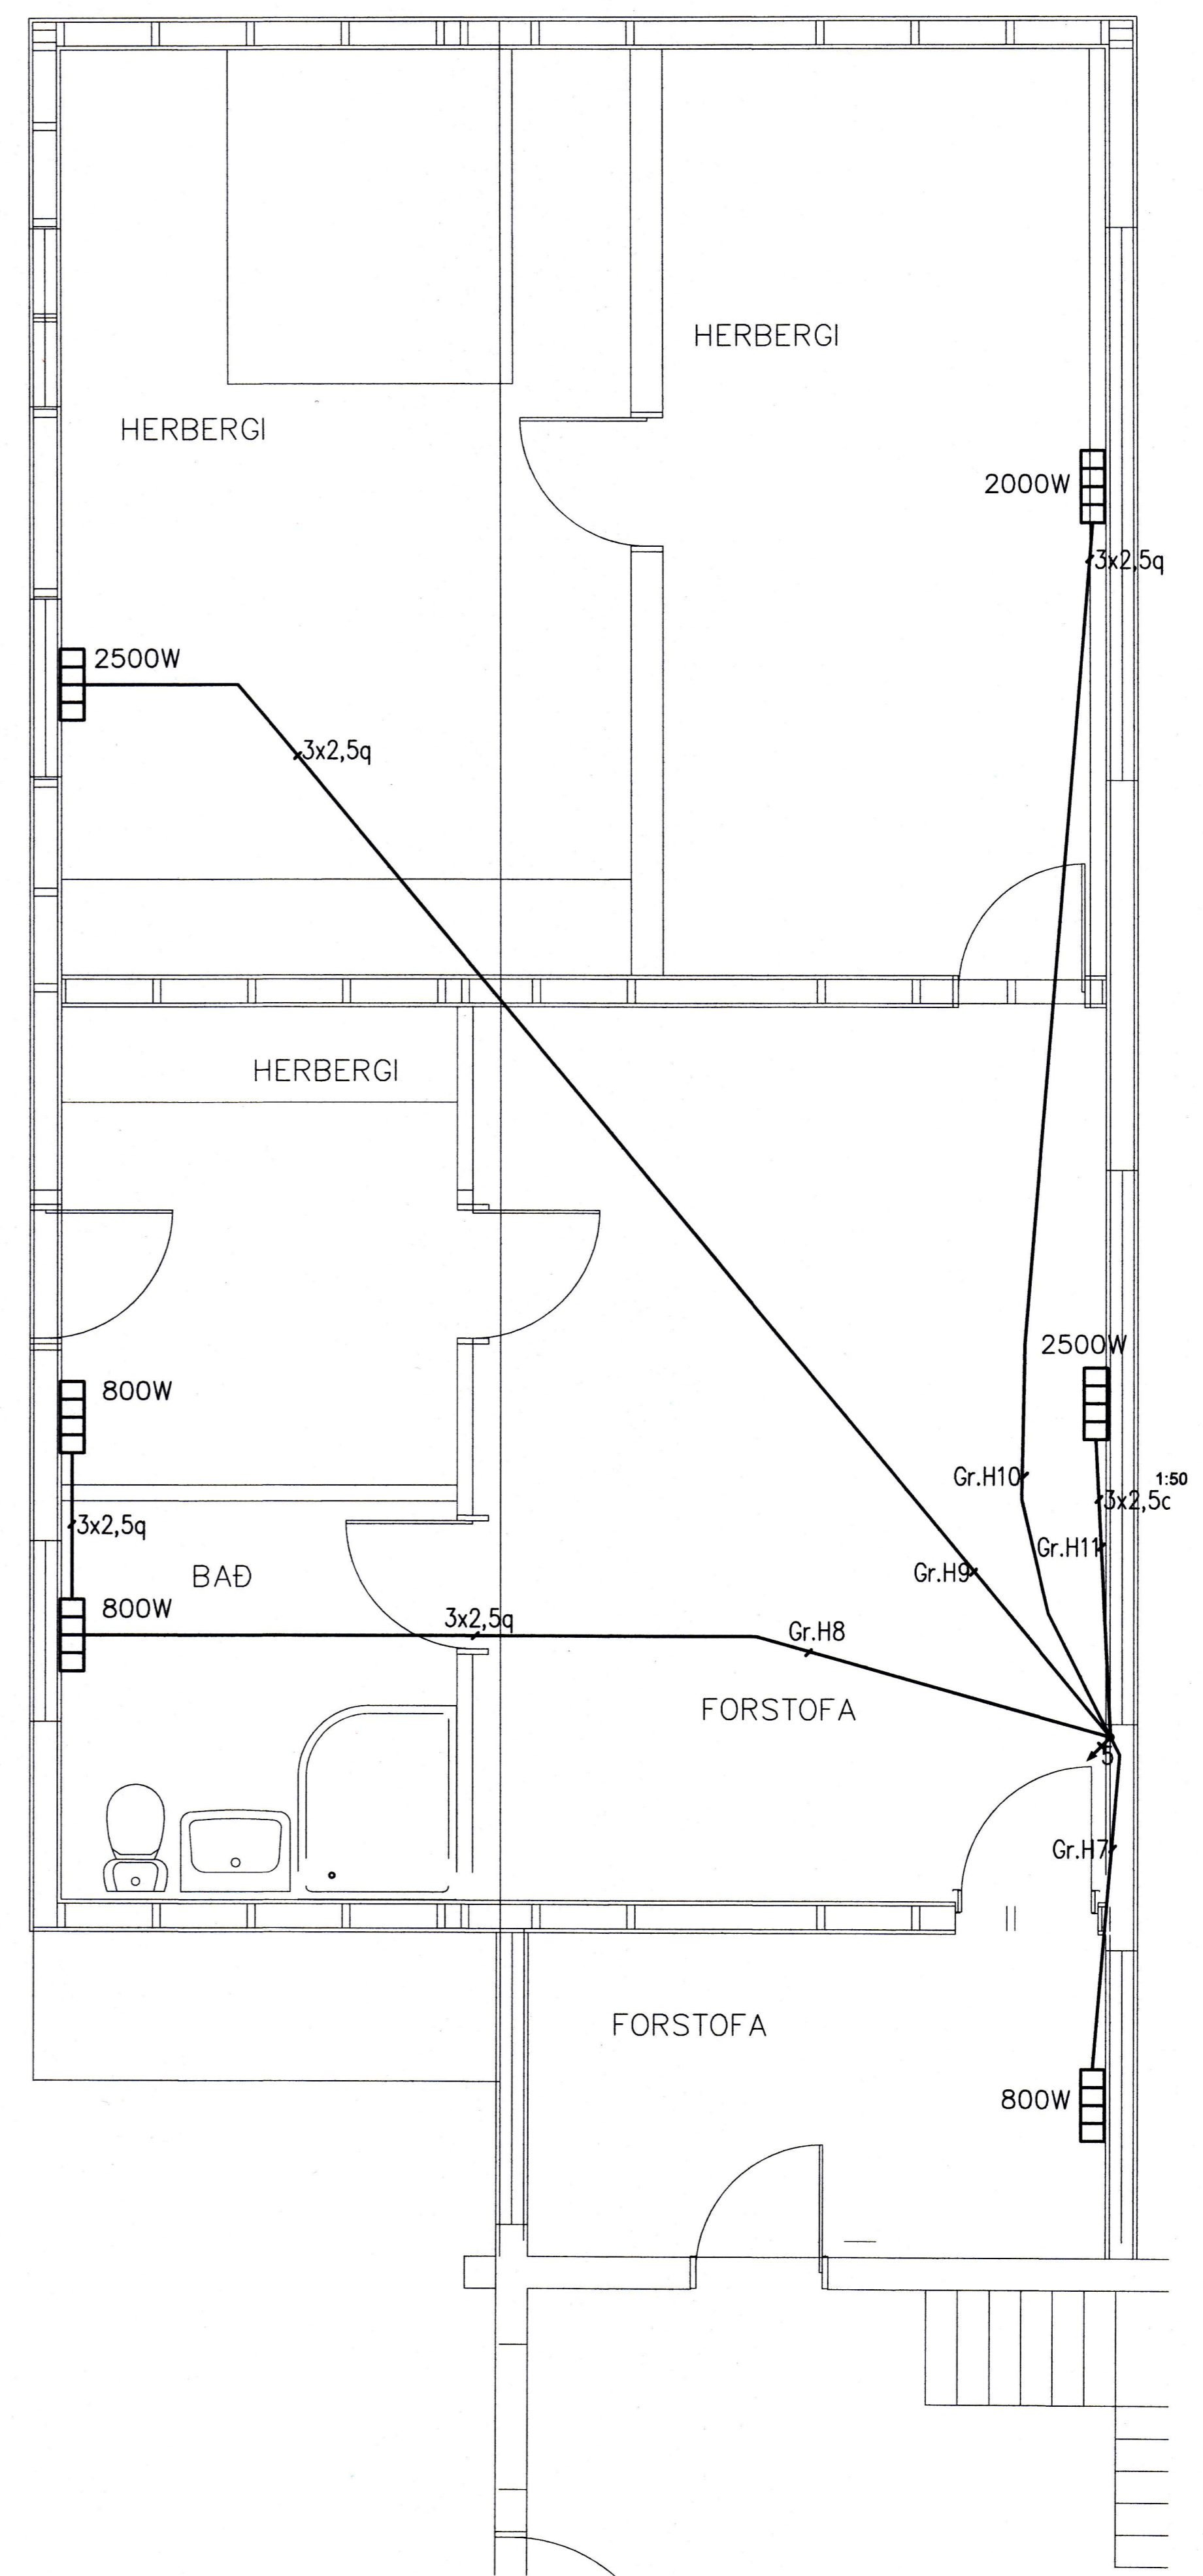 HERBERGI
HERBERGI
2000W
3x2,5q
2500W
3x2,5q
HERBERGI
2500W
800W
Gr.H10
1:50
3x2,5c
3x2,5q
Gr.H11
BAÐ
Gr.H9
800W
3x2,5q
Gr.H8
FORSTOFA
5
Gr.H7
FORSTOFA
800W